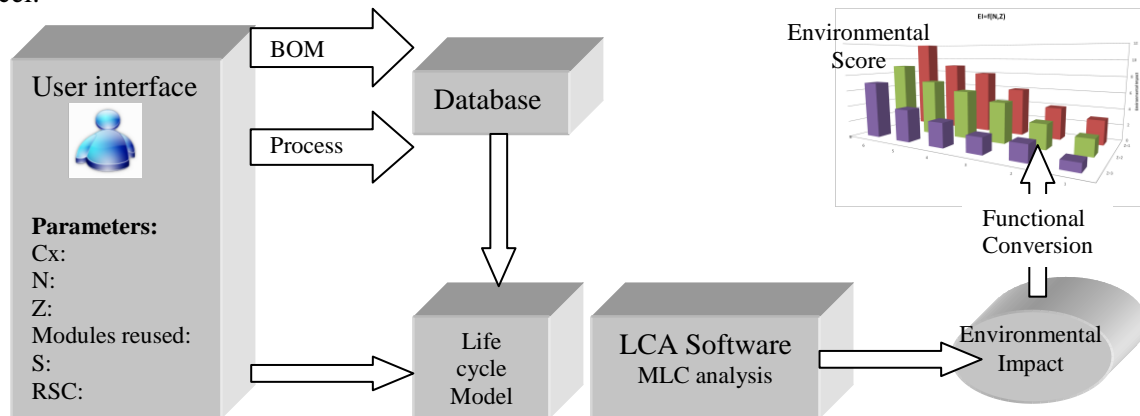 BOM
User interface
Database
Process
Parameters:
Cx:
N:
Z:
Modules reused:
S:
RSC:
Life
cycle
Model
LCA Software
MLC analysis
Environmental
Impact
Functional
Conversion
Environmental
Score
EI=f(N,Z)